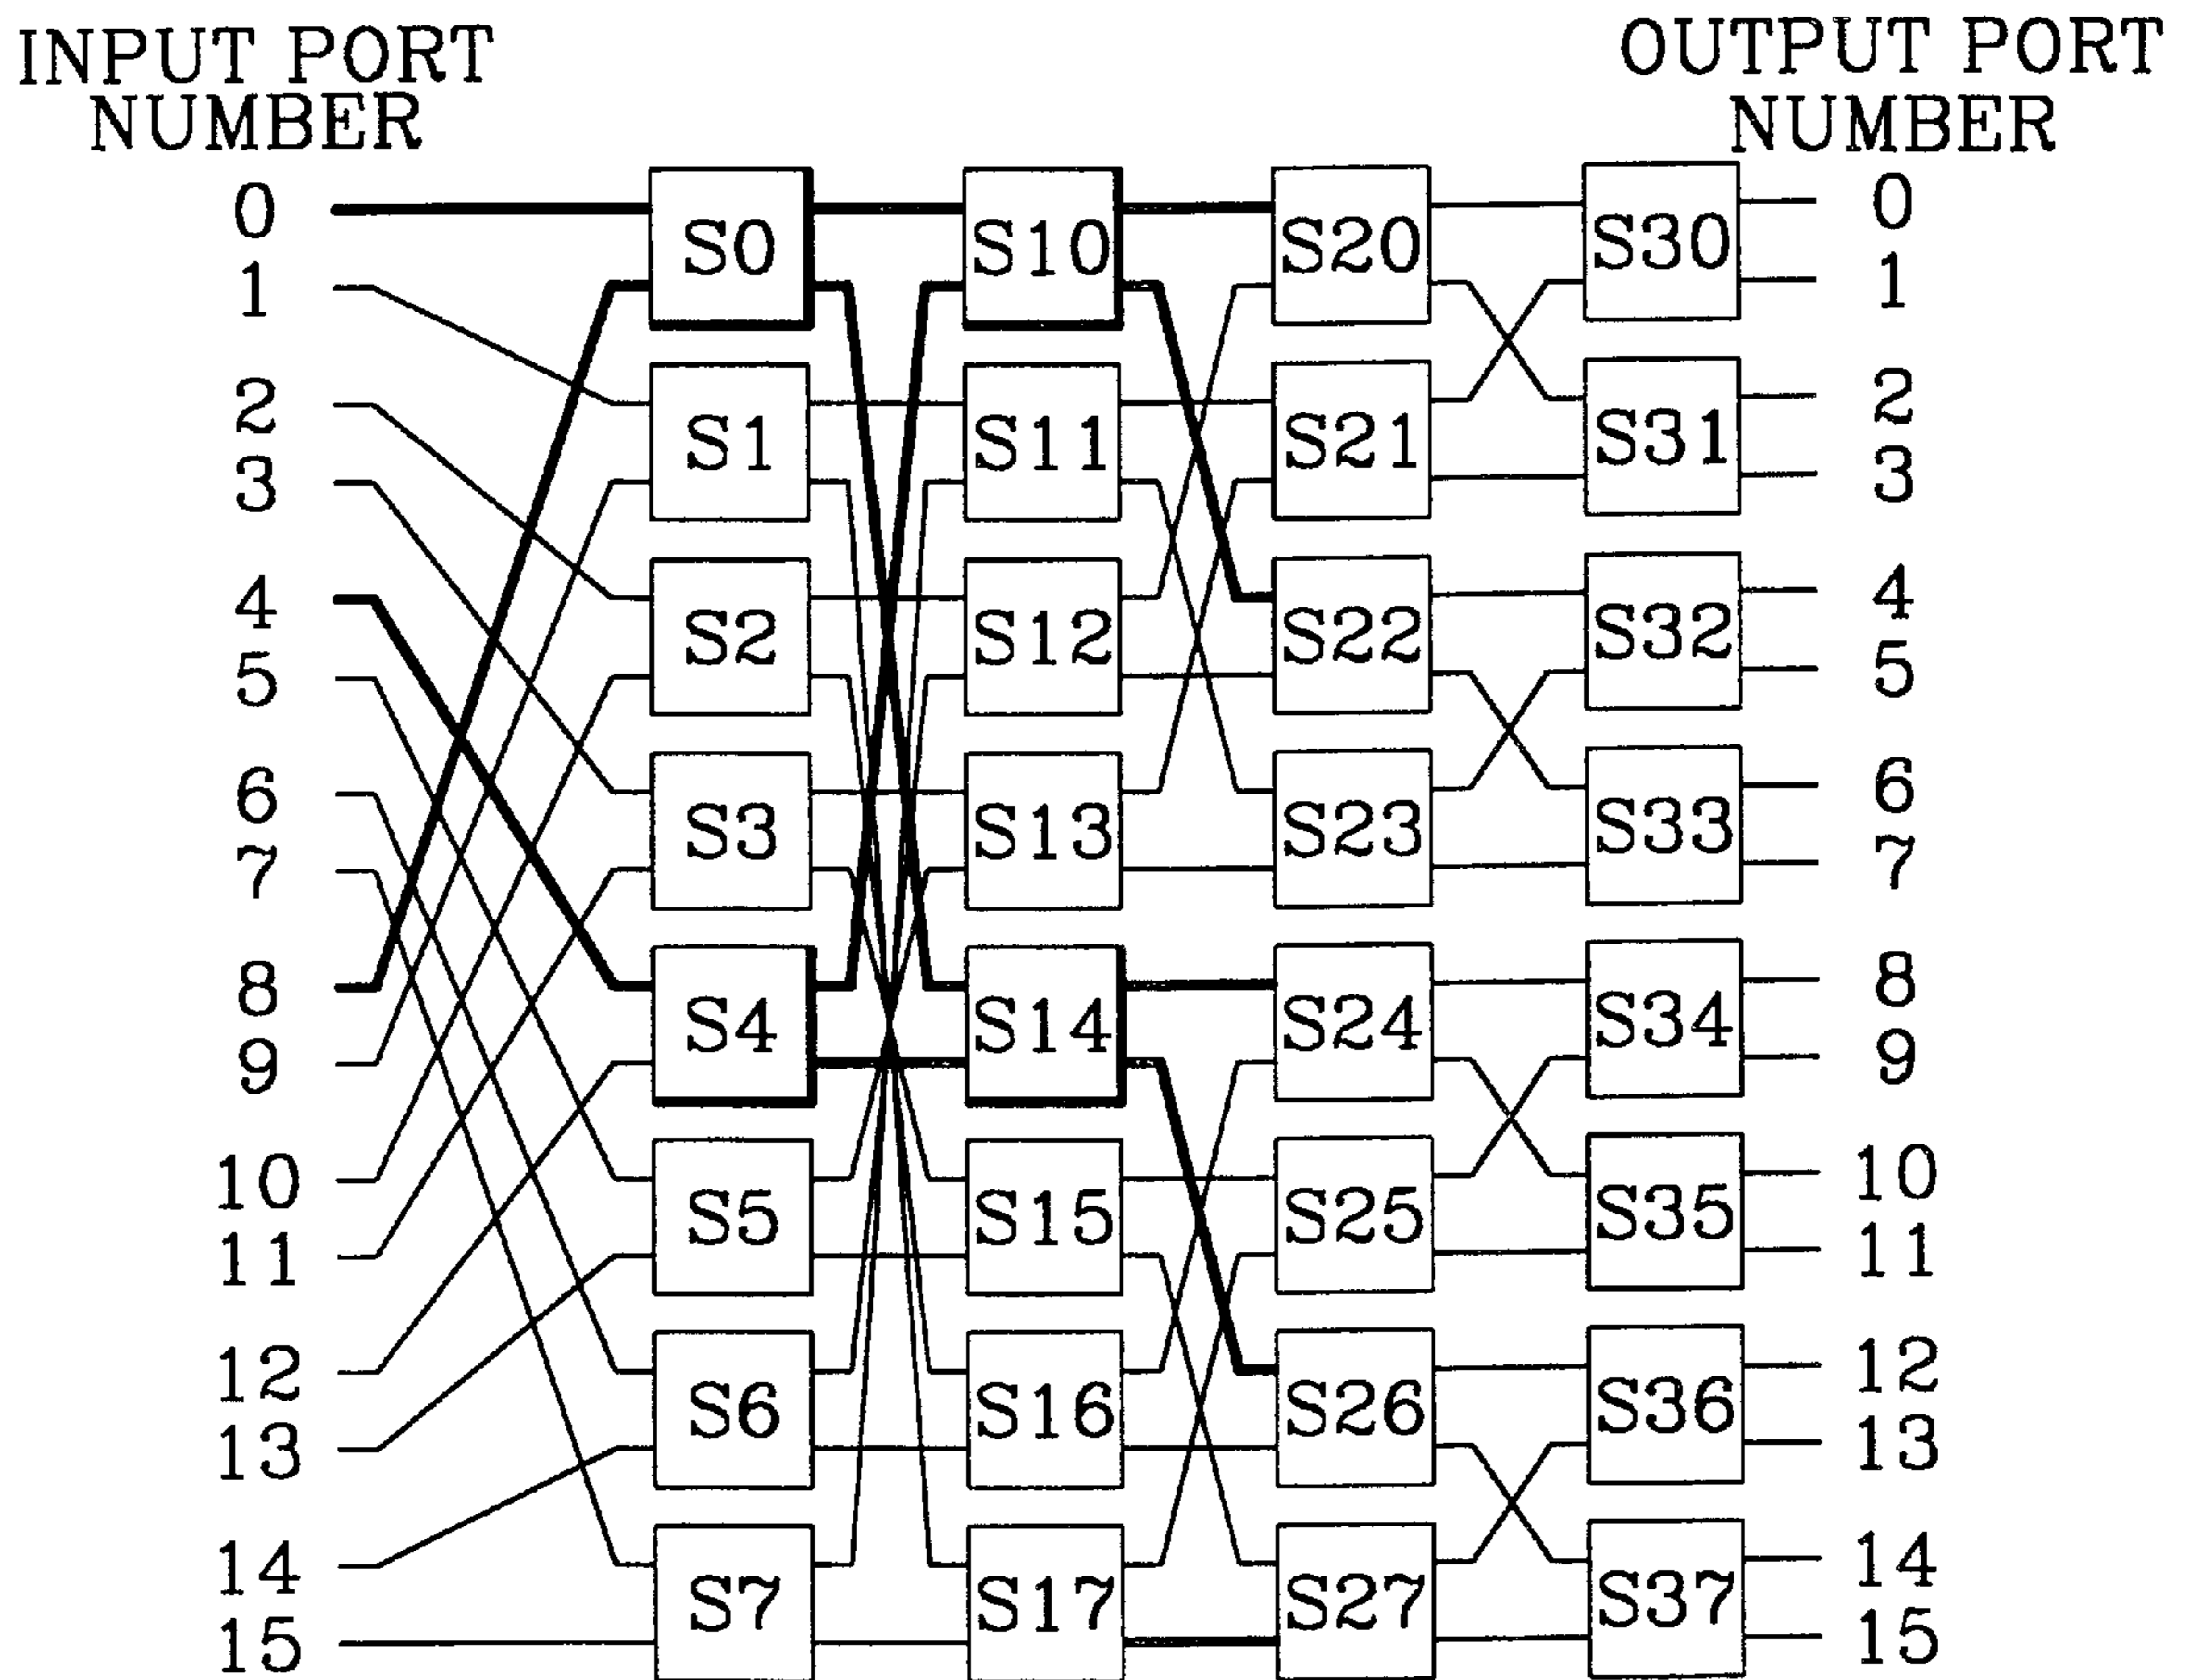 INPUT PORT
NUMBER
OUTPUT PORT
NUMBER
0
S0
S10
S20
S30
0
1
1
2
S1
S11
S21
S31
2
3
3
4
S2
S12
S22
S32
4
5
5
6
S3
S13
S23
S33
6
7
7
8
S4
S14
S24
S34
8
9
9
10
S5
S15
S25
S35
10
11
11
12
S6
S16
S26
S36
12
13
13
14
S7
S17
S27
S37
14
15
15